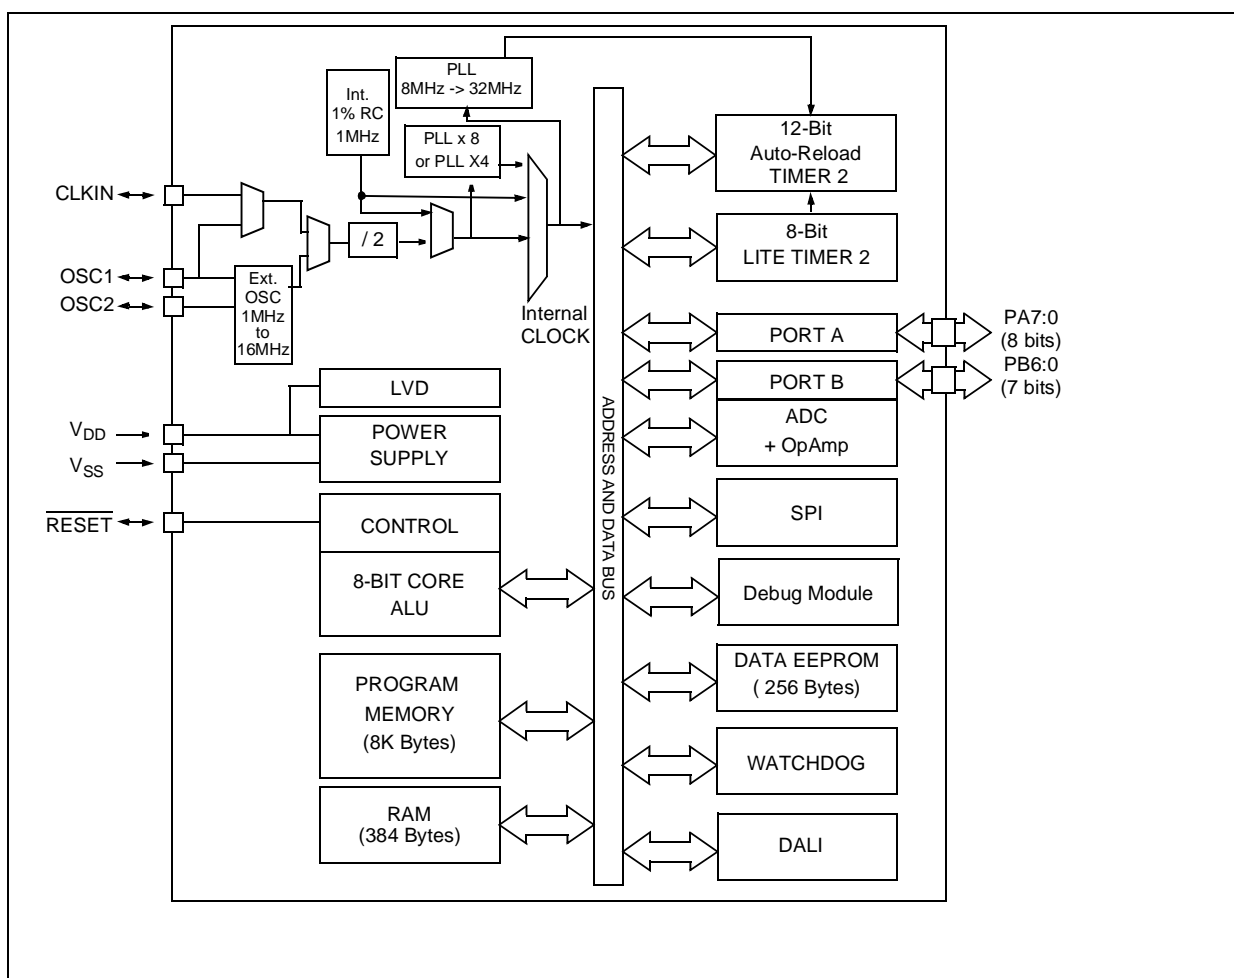 PLL
8MHz -> 32MHz
Int.
1% RC
1MHz
PLL x 8
or PLL X4
12-Bit
Auto-Reload
TIMER 2
CLKIN
/ 2
8-Bit
LITE TIMER 2
OSC1
OSC2
Ext.
OSC
1MHz
to
16MHz
Internal
CLOCK
PORT A
PA7:0
(8 bits)
PORT B
PB6:0
(7 bits)
LVD
ADC
+ OpAmp
VDD
VSS
POWER
SUPPLY
ADDRESS AND DATA BUS
RESET
CONTROL
SPI
8-BIT CORE
ALU
Debug Module
PROGRAM
MEMORY
(8K Bytes)
DATA EEPROM
( 256 Bytes)
WATCHDOG
RAM
(384 Bytes)
DALI